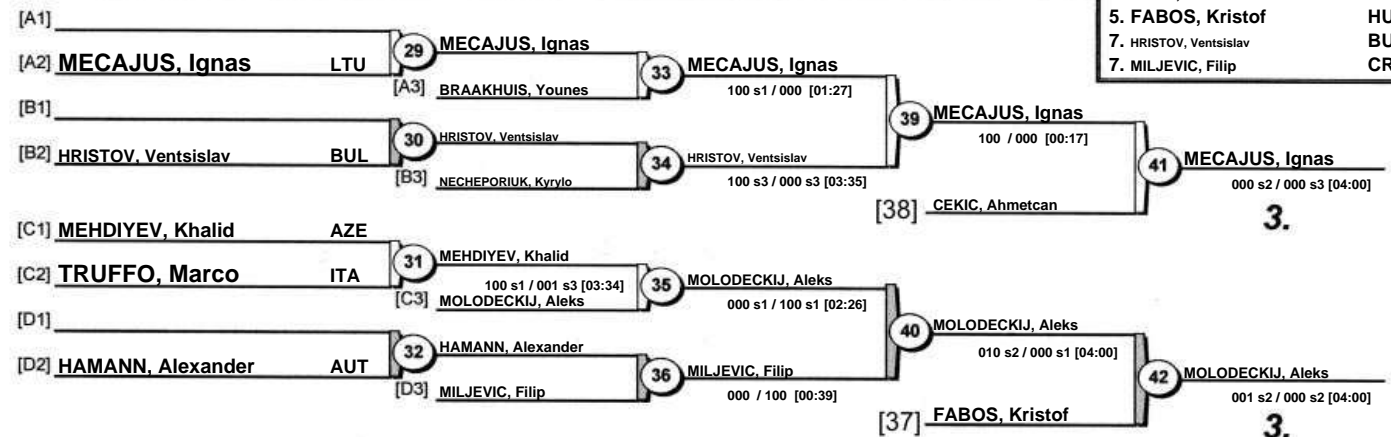 5. FABOS, Kristof HU
7. HRISTOV, Ventsislav BU
7. MILJEVIC, Filip CR
[A1]
[A2] MECAJUS, Ignas LTU
29
MECAJUS, Ignas
[A3] BRAAKHUIS, Younes
33
MECAJUS, Ignas
100 s1 / 000 [01:27]
[B1]
[B2] HRISTOV, Ventsislav BUL
30
HRISTOV, Ventsislav
[B3] NECHEPORIUK, Kyrylo
34
HRISTOV, Ventsislav
100 s3 / 000 s3 [03:35]
39
MECAJUS, Ignas
100 / 000 [00:17]
[38] CEKIC, Ahmetcan
41
MECAJUS, Ignas
000 s2 / 000 s3 [04:00]
3.
[C1] MEHDIYEV, Khalid AZE
[C2] TRUFFO, Marco ITA
31
MEHDIYEV, Khalid
100 s1 / 001 s3 [03:34]
[C3] MOLODECKIJ, Aleks
35
MOLODECKIJ, Aleks
000 s1 / 100 s1 [02:26]
[D1]
[D2] HAMANN, Alexander AUT
32
HAMANN, Alexander
[D3] MILJEVIC, Filip
36
MILJEVIC, Filip
000 / 100 [00:39]
40
MOLODECKIJ, Aleks
010 s2 / 000 s1 [04:00]
[37] FABOS, Kristof
42
MOLODECKIJ, Aleks
001 s2 / 000 s2 [04:00]
3.